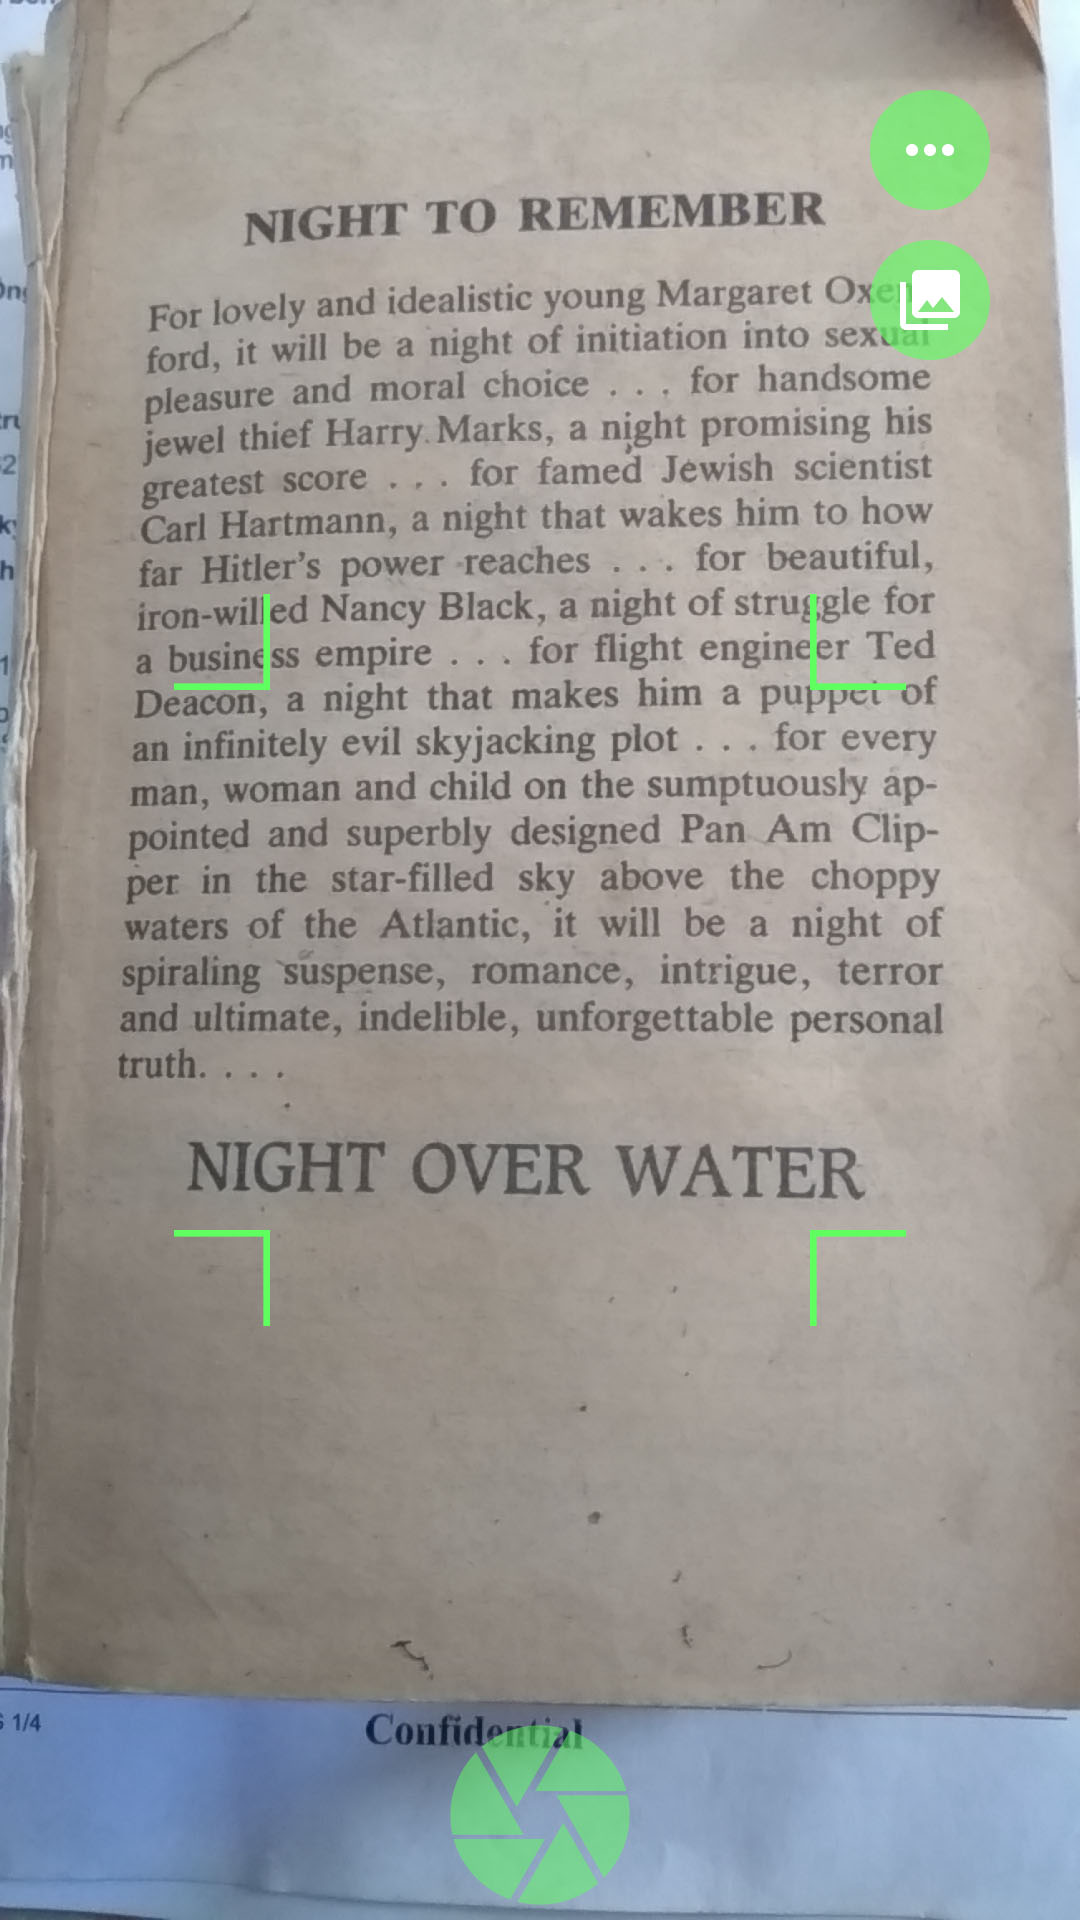 NIGHT TO REMEMBER
For lovely and idealistic young Margaret Oxen-
ford, it will be a night of initiation into sexual
pleasure and moral choice . . . for handsome
jewel thief Harry Marks, a night promising his
greatest score . . . for famed Jewish scientist
Carl Hartmann, a night that wakes him to how
far Hitler's power reaches . . . for beautiful,
iron-willed Nancy Black, a night of struggle for
a business empire . . . for flight engineer Ted
Deacon, a night that makes him a puppet of
an infinitely evil skyjacking plot . . . for every
man, woman and child on the sumptuously ap-
pointed and superbly designed Pan Am Clip-
per in the star-filled sky above the choppy
waters of the Atlantic, it will be a night of
spiraling suspense, romance, intrigue, terror
and ultimate, indelible, unforgettable personal
truth. . . .
NIGHT OVER WATER
1/4
Confidential